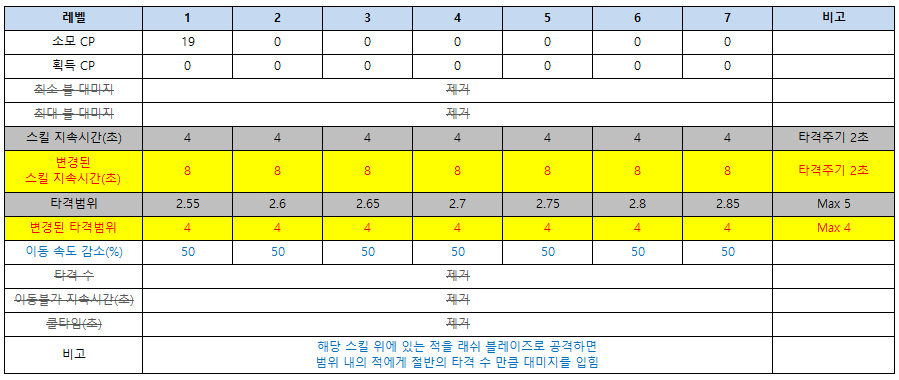 레벨 1 2 3 4 5 6 7 비고
소모 CP 19 0 0 0 0 0 0
획득 CP 0 0 0 0 0 0 0
최소 불 대미지 제거
최대 불 대미지 제거
스킬 지속시간(초) 4 4 4 4 4 4 4 타격주기 2초
변경된
스킬 지속시간(초) 8 8 8 8 8 8 8 타격주기 2초
타격범위 2.55 2.6 2.65 2.7 2.75 2.8 2.85 Max 5
변경된 타격범위 4 4 4 4 4 4 4 Max 4
이동 속도 감소(%) 50 50 50 50 50 50 50
타격 수 제거
이동불가 지속시간(초) 제거
쿨타임(초) 제거
비고 해당 스킬 위에 있는 적을 래쉬 블레이즈로 공격하면
범위 내의 적에게 절반의 타격 수 만큼 대미지를 입힘